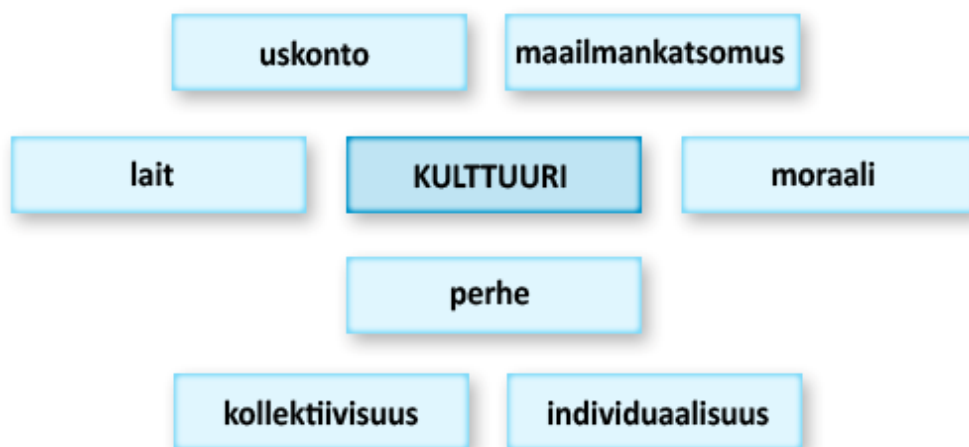 uskonto
maailmankatsomus
lait
KULTTUURI
moraali
perhe
kollektiivisuus
individuaalisuus